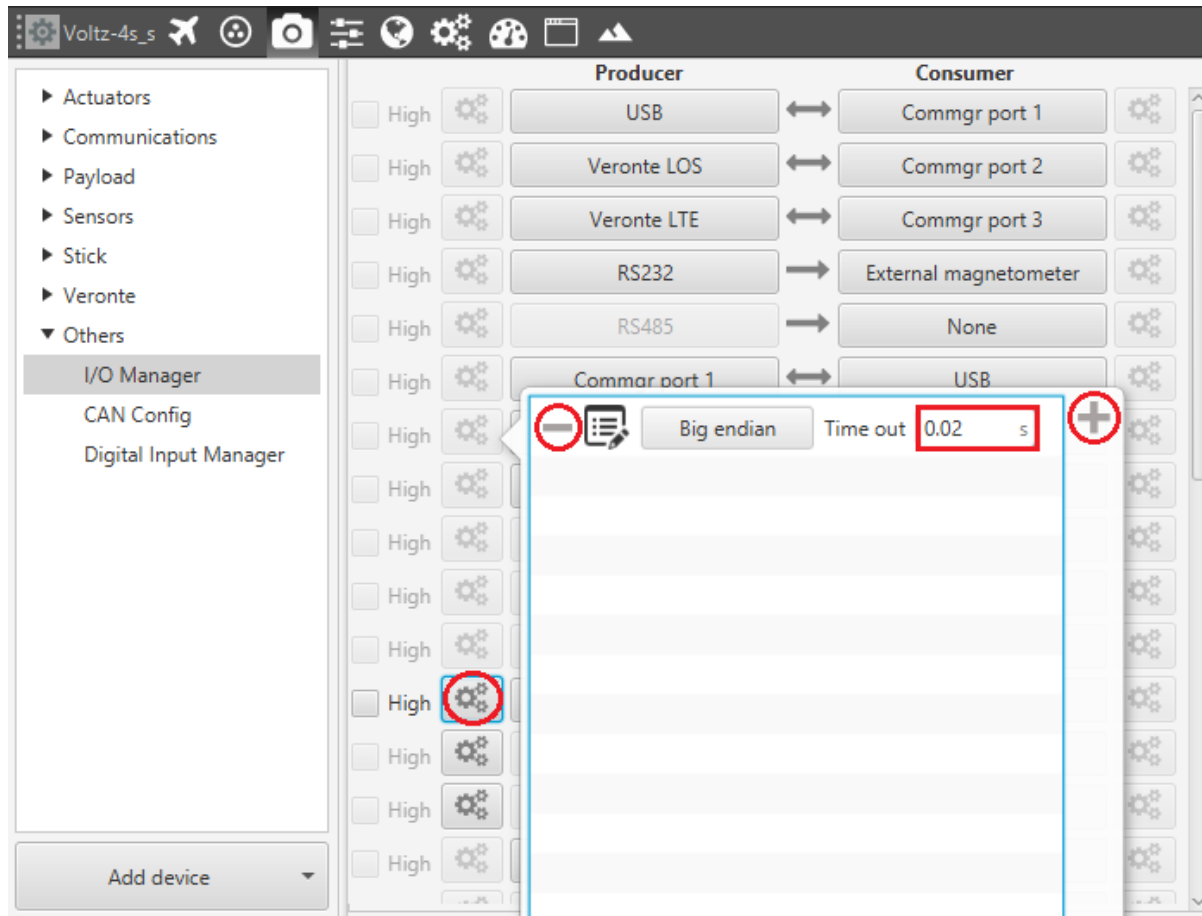 Voltz-4s_s
Actuators
Communications
Payload
Sensors
Stick
Veronte
Others
I/O Manager
CAN Config
Digital Input Manager
Add device
Producer Consumer
High USB Commgr port 1
High Veronte LOS Commgr port 2
High Veronte LTE Commgr port 3
High RS232 External magnetometer
High RS485 None
High Commgr port 1 USB
High
High
High
High
High
High
High
High
High
Big endian Time out 0.02 s